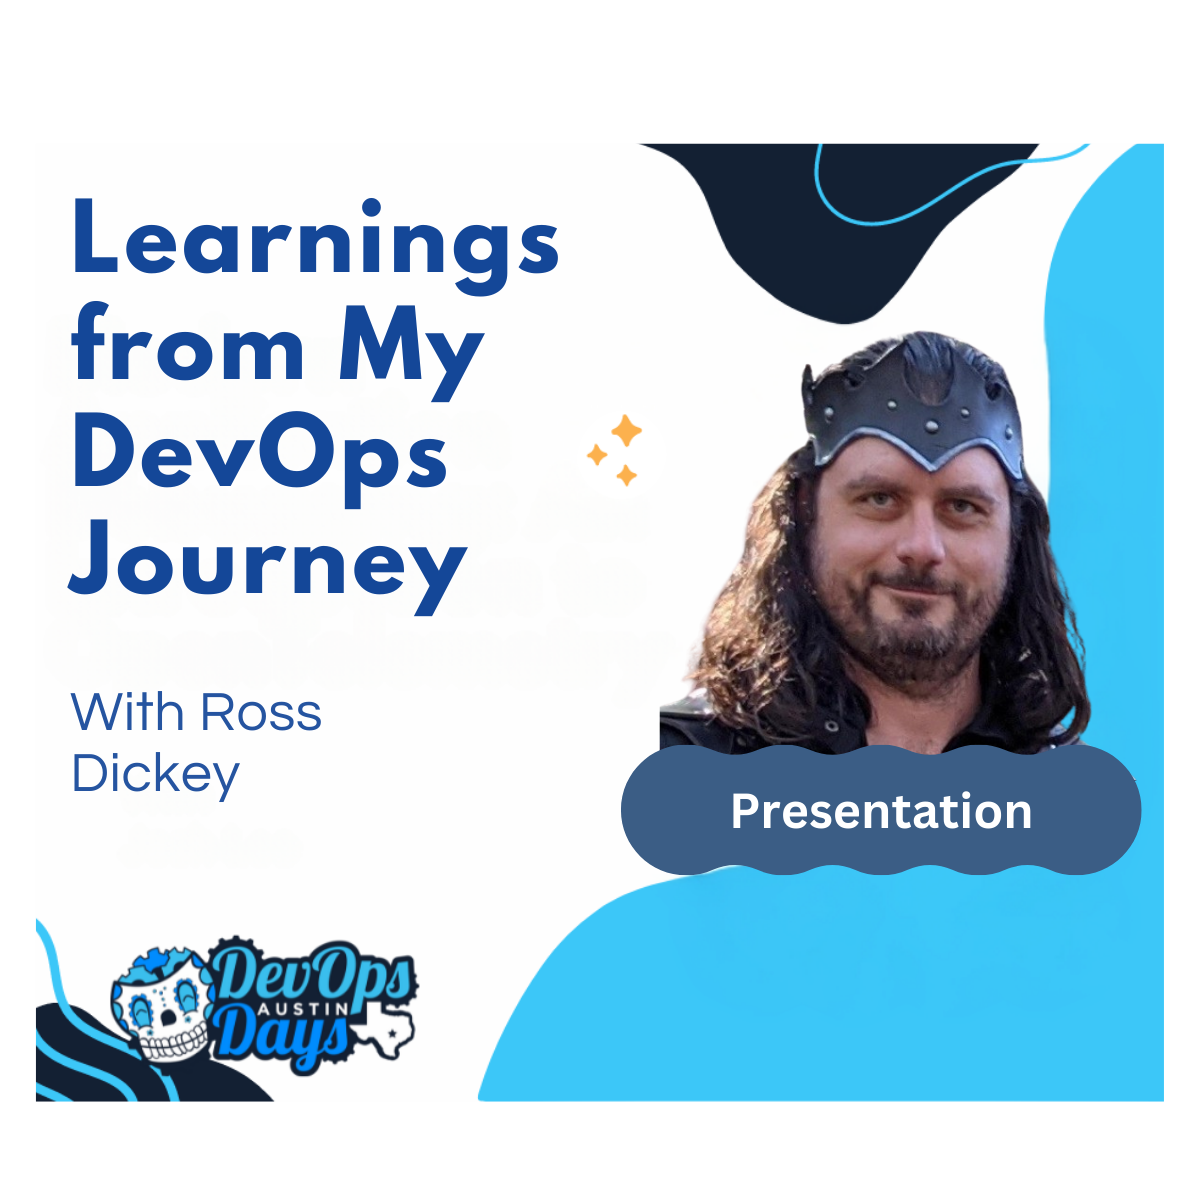 Learnings
from My
DevOps
Journey
With Ross
Dickey
Presentation
DevOps
AUSTIN
Days